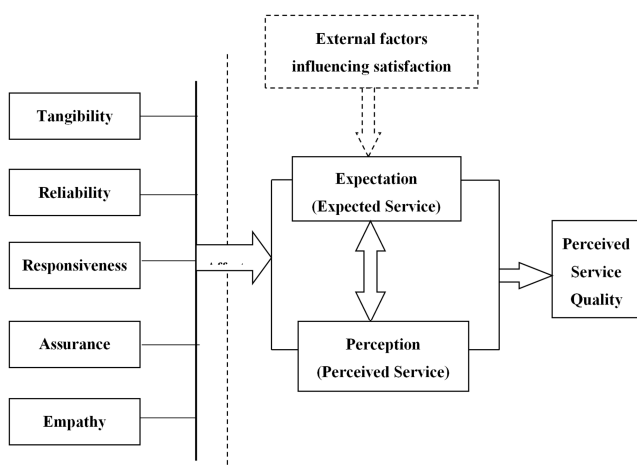 External factors
influencing satisfaction
Tangibility
Reliability
Responsiveness
Assurance
Empathy
Expectation
(Expected Service)
Perception
(Perceived Service)
Perceived
Service
Quality